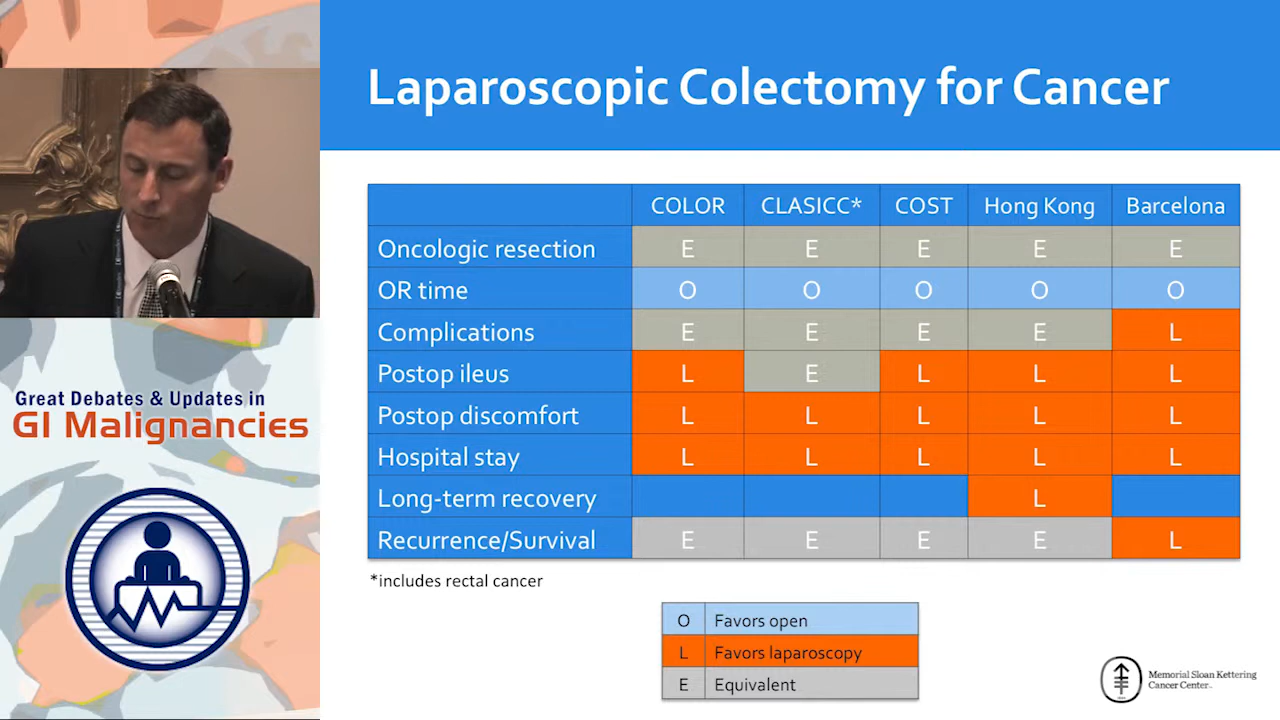 Laparoscopic Colectomy for Cancer
COLOR CLASICC* COST Hong Kong Barcelona
Oncologic resection E E E E E
OR time O O O O O
Complications E E E E L
Postop ileus L E L L L
Postop discomfort L L L L L
Hospital stay L L L L L
Long-term recovery L
Recurrence/Survival E E E E L
*includes rectal cancer
O Favors open
L Favors laparoscopy
E Equivalent
Great Debates & Updates in
GI Malignancies
Memorial Sloan Kettering
Cancer Center